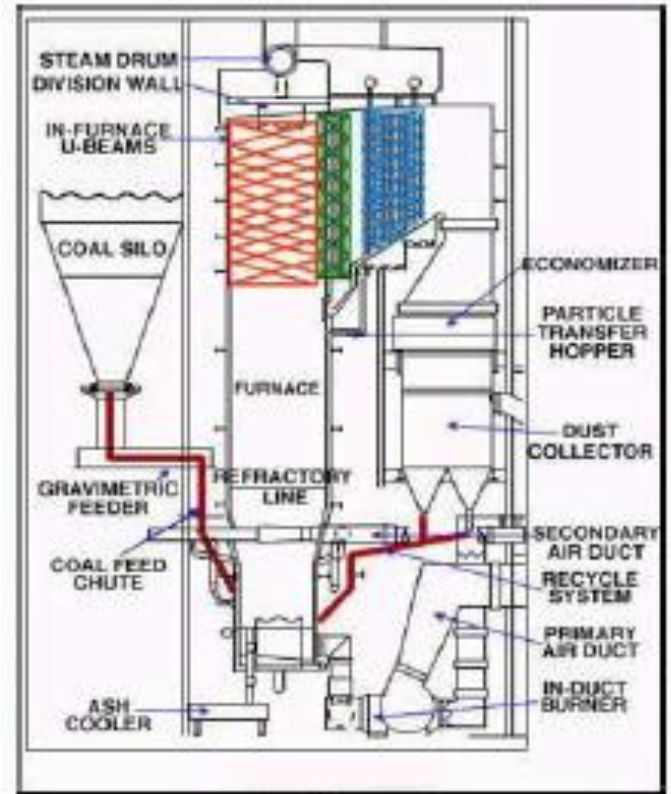 STEAM DRUM
DIVISION WALL
IN-FURNACE
U-BEAMS
COAL SILO
ECONOMIZER
PARTICLE
TRANSFER
HOPPER
FURNACE
DUST
COLLECTOR
REFRACTORY
LINE
GRAVIMETRIC
FEEDER
SECONDARY
AIR DUCT
COAL FEED
CHUTE
RECYCLE
SYSTEM
PRIMARY
AIR DUCT
IN-DUCT
BURNER
ASH
COOLER